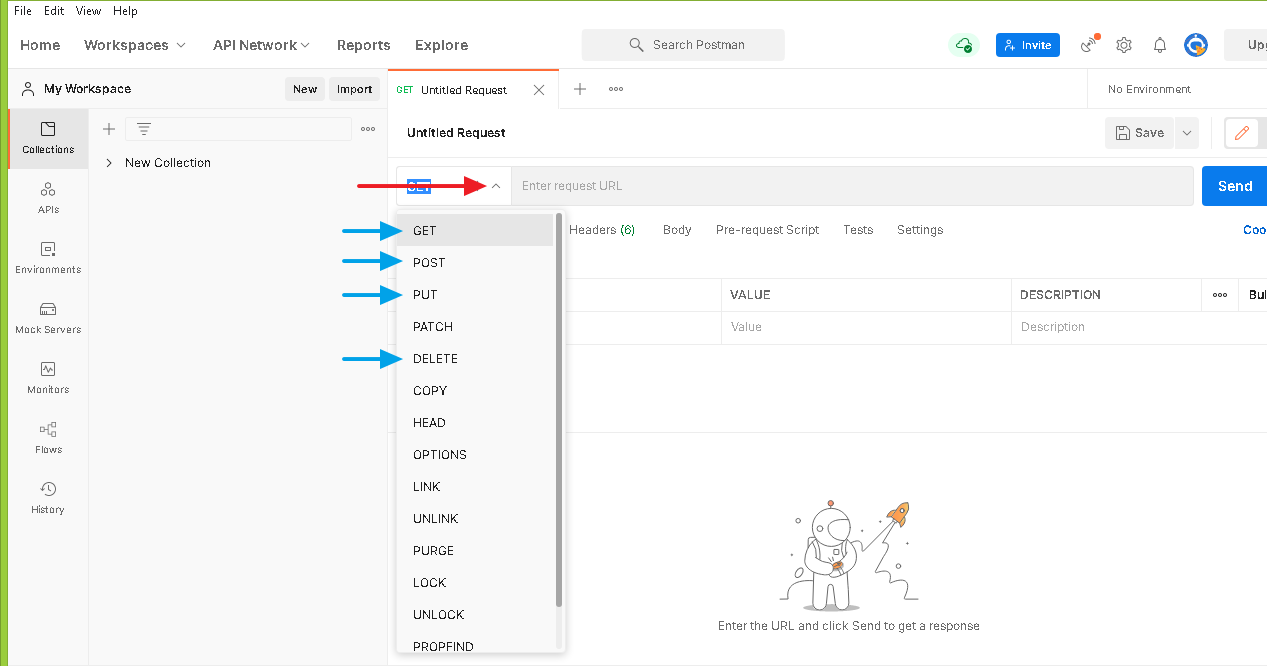 File Edit View Help
Home Workspaces API Network Reports Explore Search Postman Invite Upg
My Workspace New Import GET Untitled Request No Environment
Untitled Request Save
Collections
New Collection
GET Enter request URL Send
APIs
GET Headers (6) Body Pre-request Script Tests Settings Coo
POST
Environments
PUT VALUE DESCRIPTION Bul
Mock Servers
PATCH Value Description
DELETE
Monitors
COPY
HEAD
Flows
OPTIONS
LINK
History
UNLINK
PURGE
LOCK
UNLOCK
Enter the URL and click Send to get a response
PROPFIND